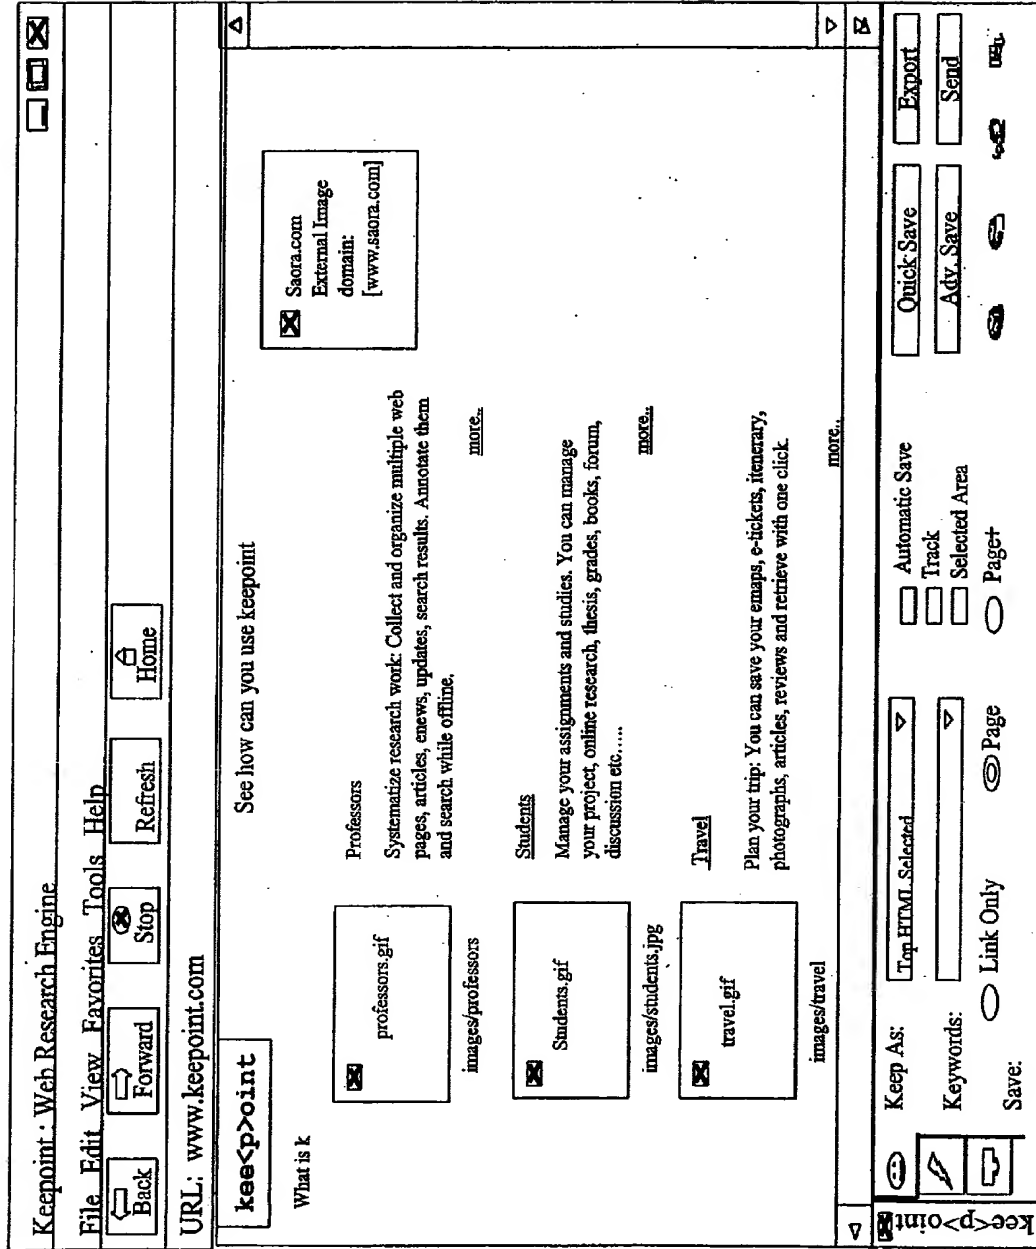 Keepoint : Web Research Engine
File Edit View Favorites Tools Help
Back Forward Stop Refresh Home
URL: www.keepoint.com
kee<p>oint
What is k
See how can you use keepoint
Saora.com
External Image
domain:
[www.saora.com]
professors.gif
images/professors
Professors
Systematize research work: Collect and organize multiple web
pages, articles, enews, updates, search results. Annotate them
and search while offline.
more..
Students.gif
images/students.jpg
Students
Manage your assignments and studies. You can manage
your project, online research, thesis, grades, books, forum,
discussion etc.....
more..
travel.gif
images/travel
Travel
Plan your trip: You can save your emaps, e-tickets, itenerary,
photographs, articles, reviews and retrive with one click.
more..
kee<p>oint
Keep As: Top HTML Selected
Keywords:
Save: Link Only Page Page+
Automatic Save
Track
Selected Area
Quick Save Export
Adv. Save Send